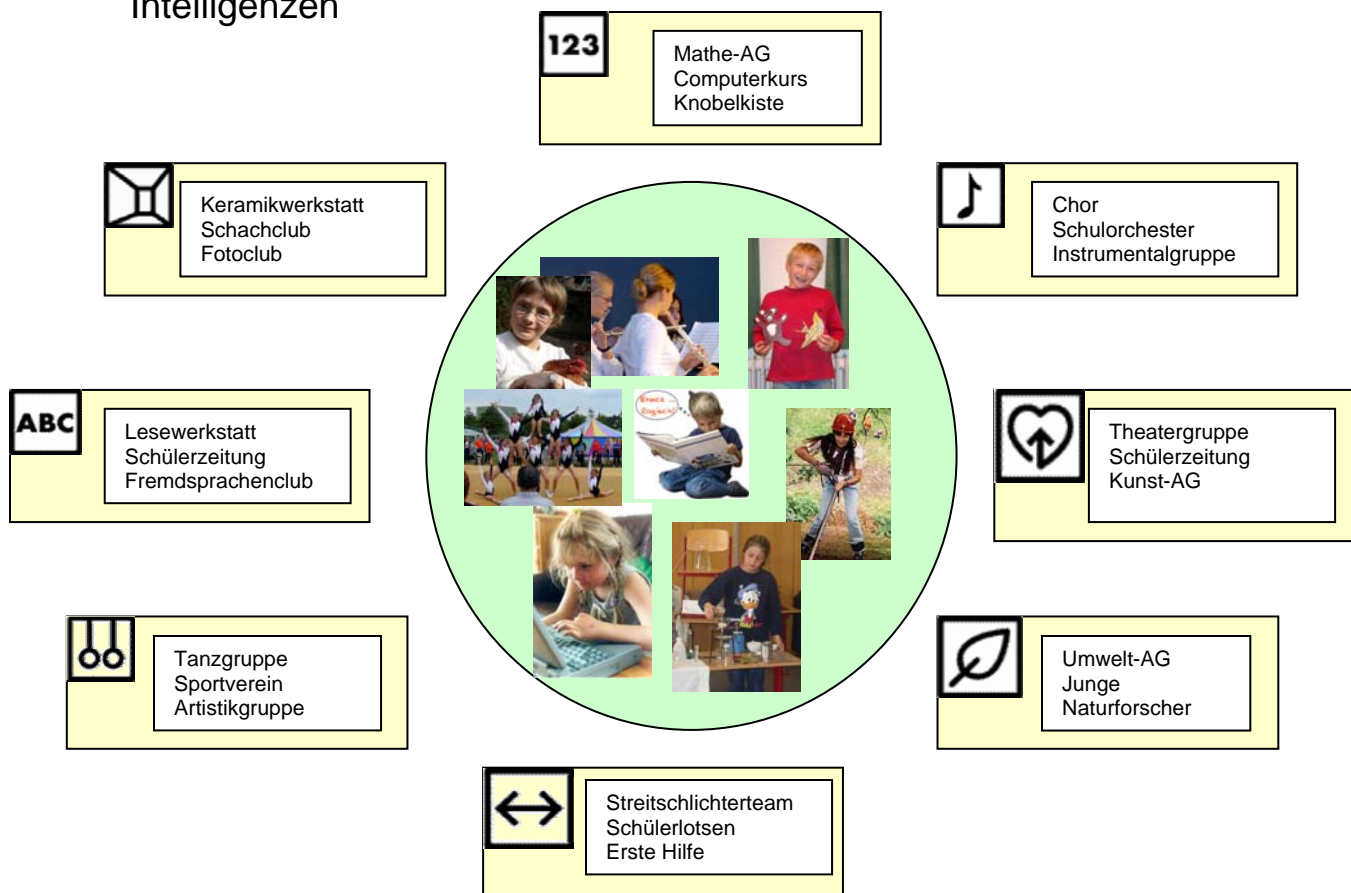 Intelligenzen
123
Mathe-AG
Computerkurs
Knobelkiste
Keramikwerkstatt
Schachclub
Fotoclub
Chor
Schulorchester
Instrumentalgruppe
ABC
Lesewerkstatt
Schülerzeitung
Fremdsprachenclub
Theatergruppe
Schülerzeitung
Kunst-AG
Tanzgruppe
Sportverein
Artistikgruppe
Umwelt-AG
Junge
Naturforscher
Streitschlichterteam
Schülerlotsen
Erste Hilfe